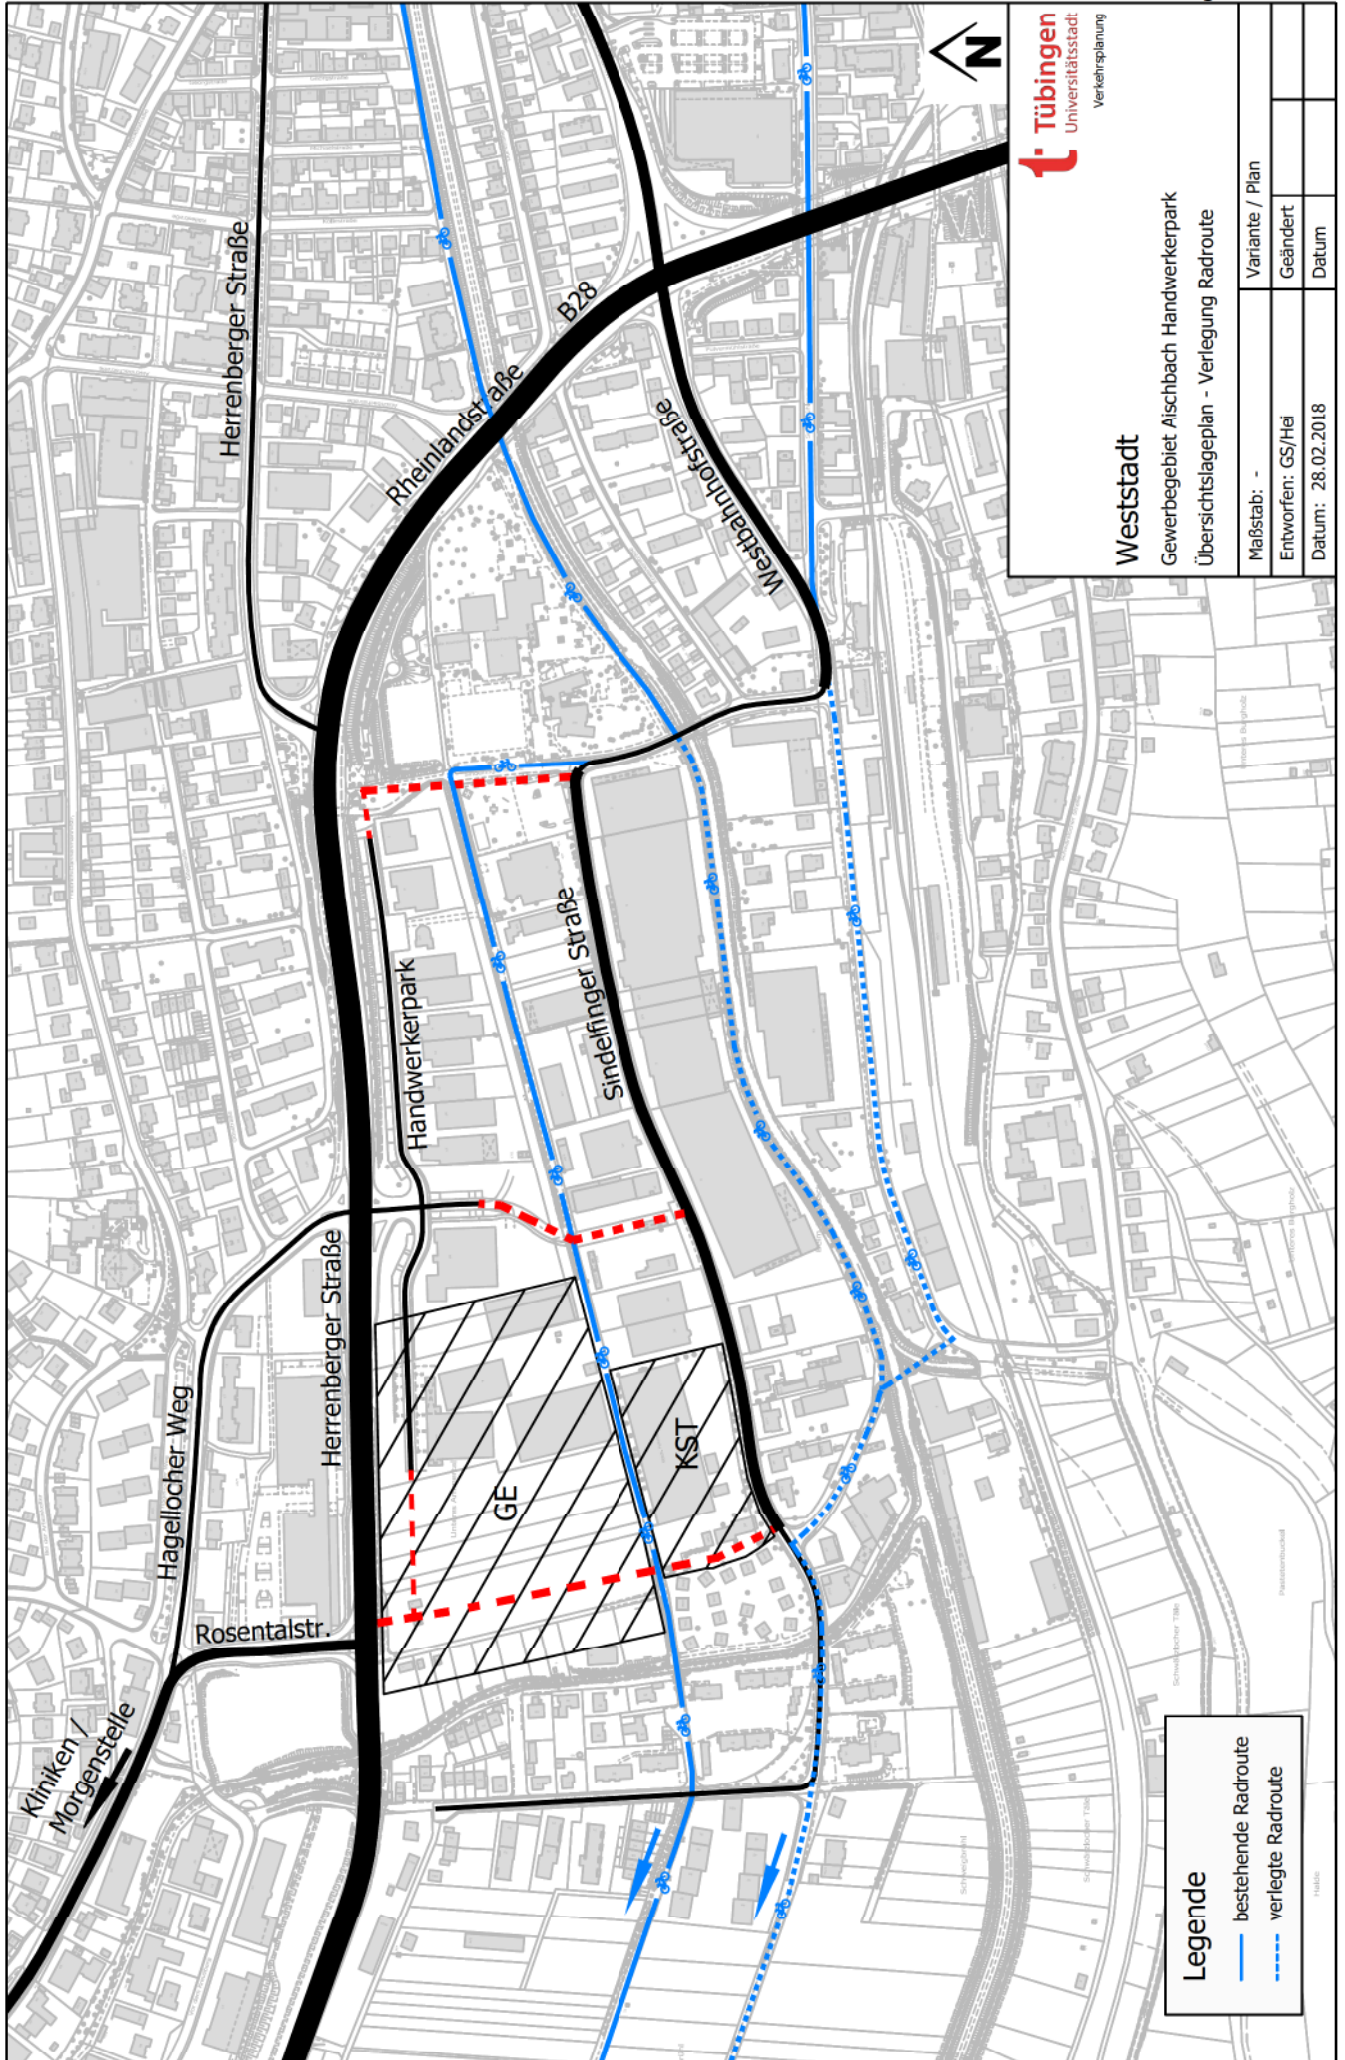 Kliniken /
Morgenstelle
Hagellocher Weg
Rosentalstr.
Herrenberger Straße
Herrenberger Straße
Handwerkerpark
Rheinlandstraße
B28
Westbahnhofstraße
Sindelfinger Straße
GE
KST
N
Legende
bestehende Radroute
verlegte Radroute
t Tübingen
Universitätsstadt
Verkehrsplanung
Weststadt
Gewerbegebiet Aischbach Handwerkerpark
Übersichtslageplan - Verlegung Radroute
Maßstab: -
Variante / Plan
Entworfen: GS/Hei
Geändert
Datum: 28.02.2018
Datum